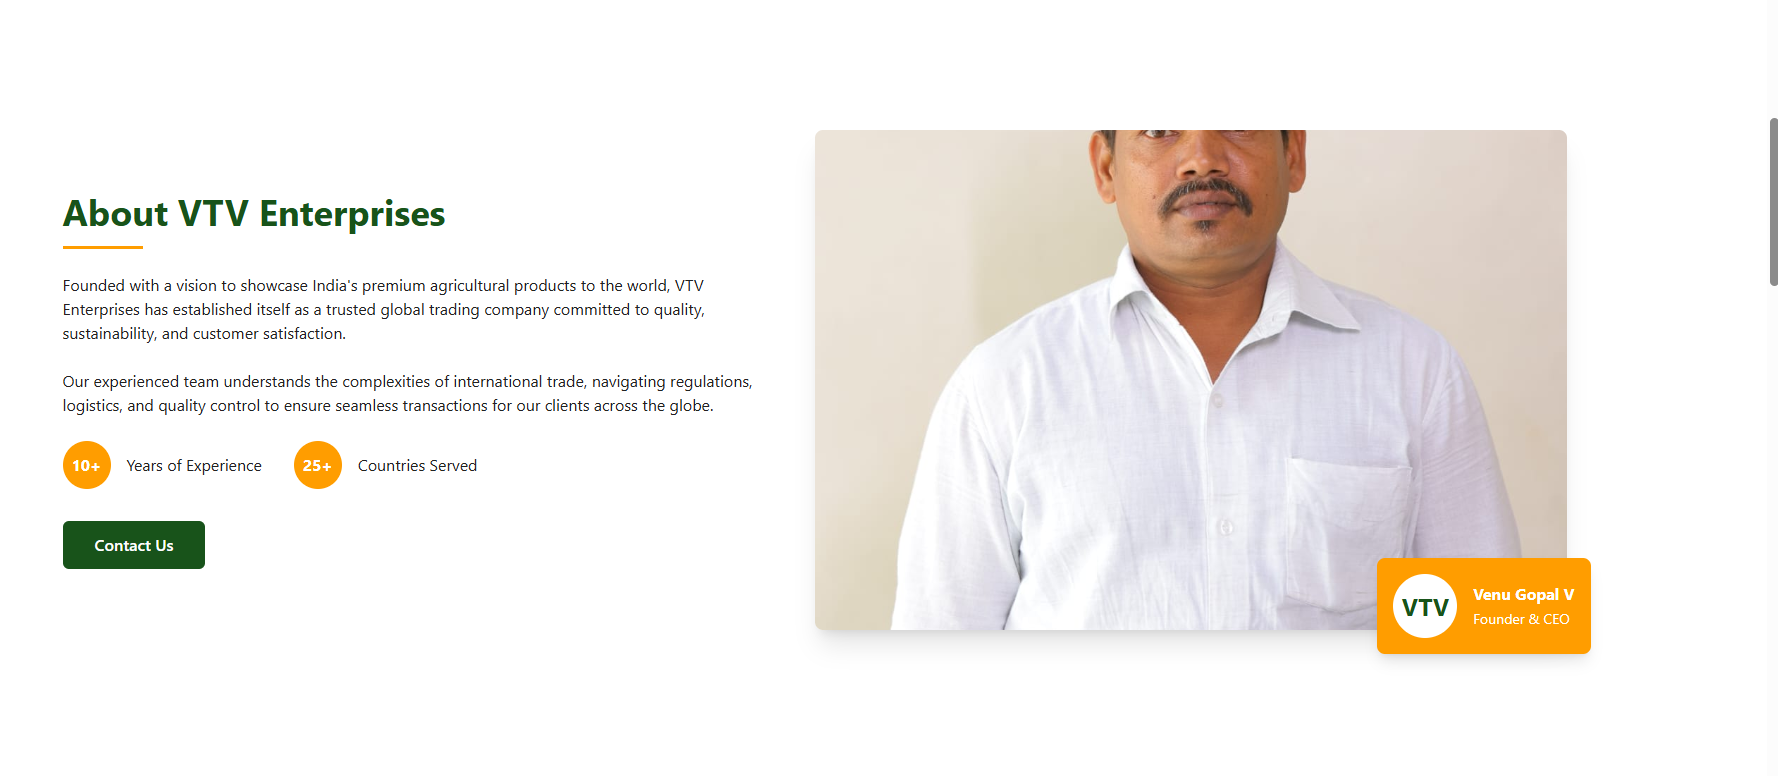 About VTV Enterprises
Founded with a vision to showcase India's premium agricultural products to the world, VTV
Enterprises has established itself as a trusted global trading company committed to quality,
sustainability, and customer satisfaction.
Our experienced team understands the complexities of international trade, navigating regulations,
logistics, and quality control to ensure seamless transactions for our clients across the globe.
10+ Years of Experience
25+ Countries Served
Contact Us
VTV
Venu Gopal V
Founder & CEO